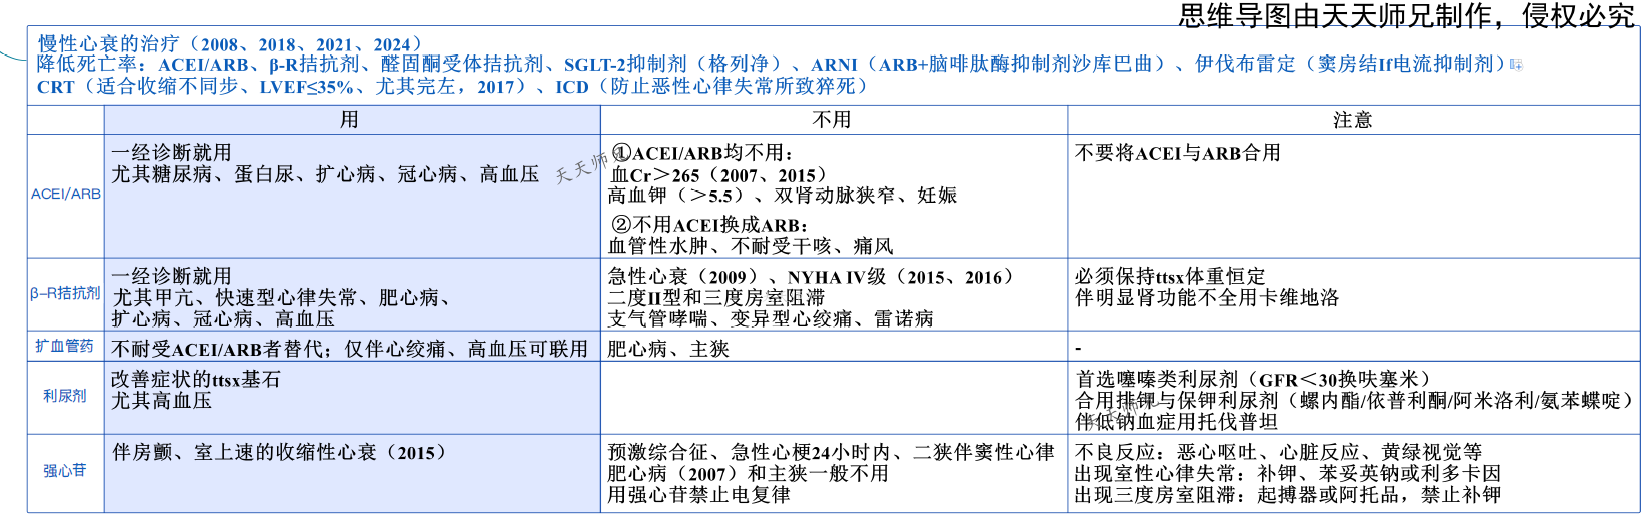 思维导图由天天师兄制作，侵权必究
慢性心衰的治疗（2008、2018、2021、2024）
降低死亡率：ACEI/ARB、β-R拮抗剂、醛固酮受体拮抗剂、SGLT-2抑制剂（格列净）、ARNI（ARB+脑啡肽酶抑制剂沙库巴曲）、伊伐布雷定（窦房结If电流抑制剂）
CRT（适合收缩不同步、LVEF≤35%、尤其完左，2017）、ICD（防止恶性心律失常所致猝死）
用
不用
注意
ACEI/ARB
一经诊断就用
尤其糖尿病、蛋白尿、扩心病、冠心病、高血压
①ACEI/ARB均不用：
血Cr＞265（2007、2015）
高血钾（＞5.5）、双肾动脉狭窄、妊娠
②不用ACEI换成ARB：
血管性水肿、不耐受干咳、痛风
不要将ACEI与ARB合用
β-R拮抗剂
一经诊断就用
尤其甲亢、快速型心律失常、肥心病、
扩心病、冠心病、高血压
急性心衰（2009）、NYHA IV级（2015、2016）
二度II型和三度房室阻滞
支气管哮喘、变异型心绞痛、雷诺病
必须保持ttsx体重恒定
伴明显肾功能不全用卡维地洛
扩血管药
不耐受ACEI/ARB者替代；仅伴心绞痛、高血压可联用
肥心病、主狭
-
利尿剂
改善症状的ttsx基石
尤其高血压
首选噻嗪类利尿剂（GFR＜30换呋塞米）
合用排钾与保钾利尿剂（螺内酯/依普利酮/阿米洛利/氨苯蝶啶）
伴低钠血症用托伐普坦
强心苷
伴房颤、室上速的收缩性心衰（2015）
预激综合征、急性心梗24小时内、二狭伴窦性心律
肥心病（2007）和主狭一般不用
用强心苷禁止电复律
不良反应：恶心呕吐、心脏反应、黄绿视觉等
出现室性心律失常：补钾、苯妥英钠或利多卡因
出现三度房室阻滞：起搏器或阿托品，禁止补钾
天天师兄
天天师兄